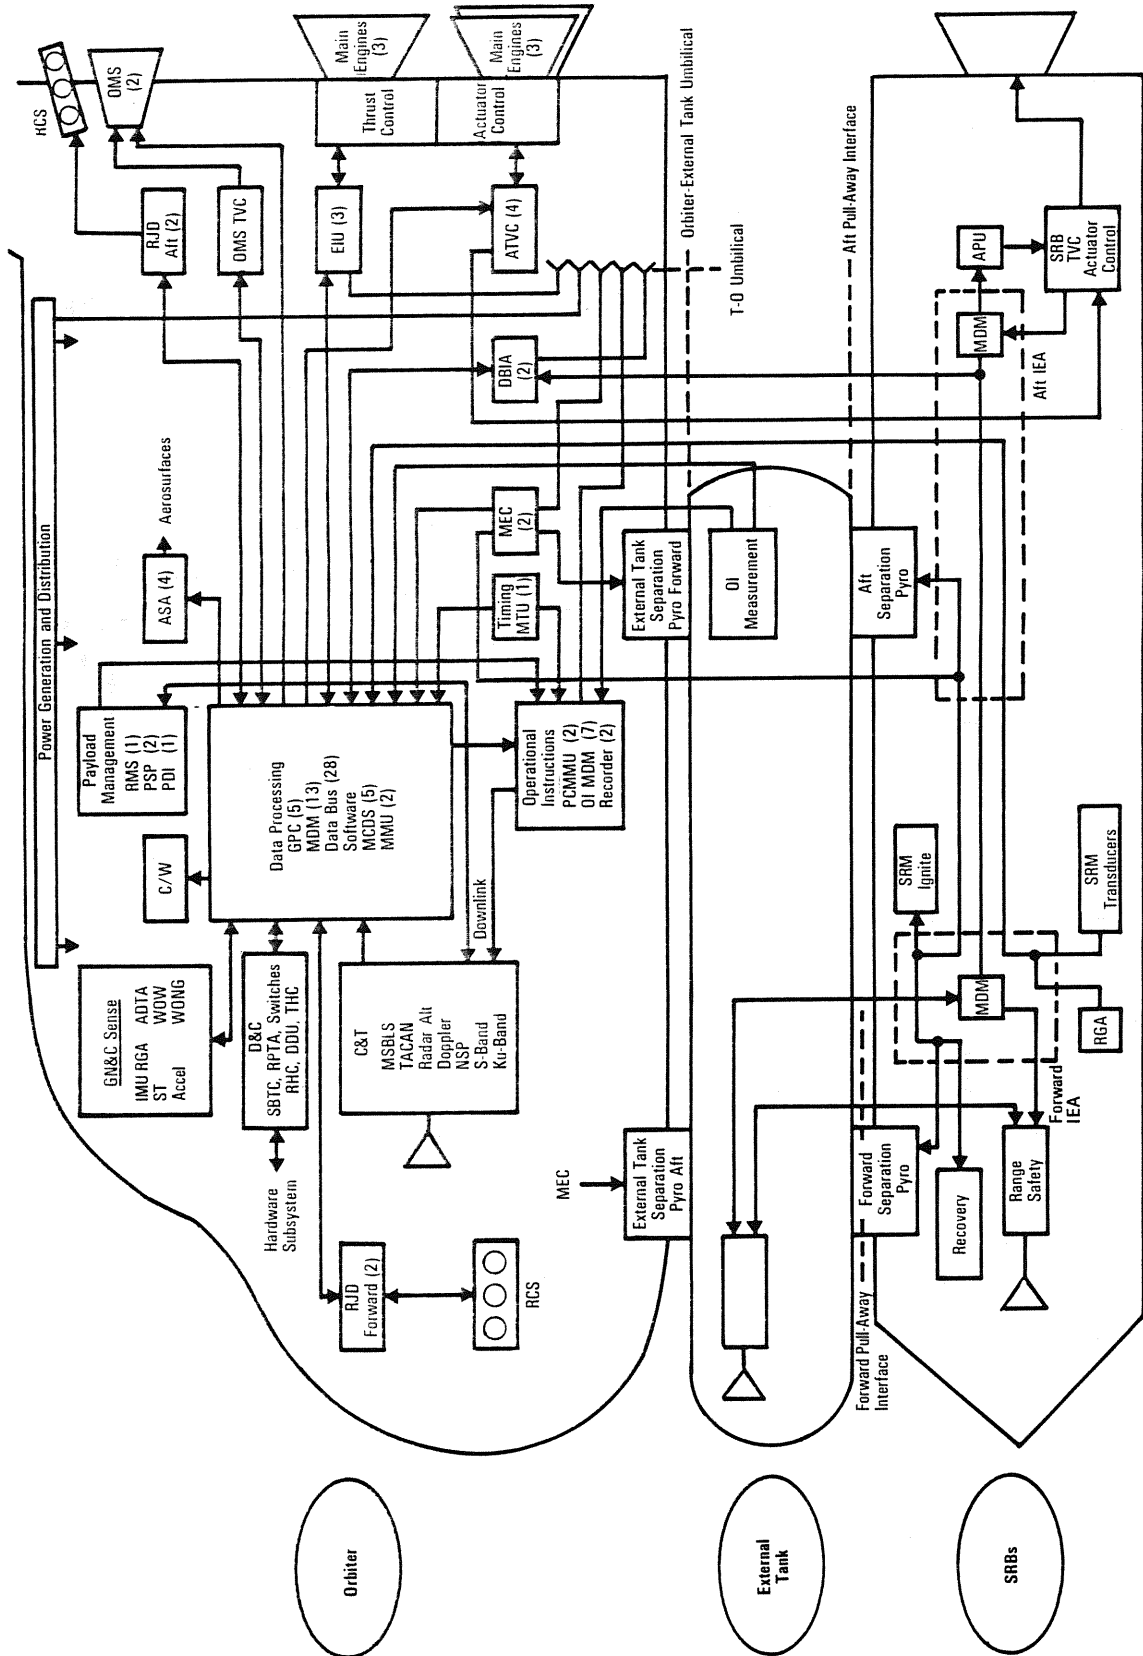 Power Generation and Distribution
GN&C Sense
IMU RGA ADTA
ST WOW
Accel WONG
C/W
Payload
Management
RMS (1)
PSP (2)
PDI (1)
ASA (4)
Aerosurfaces
RJD
Aft (2)
RCS
OMS TVC
OMS
(2)
Hardware
Subsystem
D&C
SBTC, RPTA, Switches
RHC, DDU, THC
Data Processing
GPC (5)
MDM (13)
Data Bus (28)
Software
MCDS (5)
MMU (2)
EIU (3)
Thrust
Control
Main
Engines
(3)
RJD
Forward (2)
C&T
MSBLS
TACAN
Radar Alt
Doppler
NSP
S-Band
Ku-Band
Downlink
ATVC (4)
Actuator
Control
Main
Engines
(3)
RCS
Operational
Instructions
PCMMU (2)
OI MDM (7)
Recorder (2)
Timing
MTU (1)
MEC
(2)
DBIA
(2)
MEC
External Tank
Separation
Pyro Aft
External Tank
Separation
Pyro Forward
Orbiter-External Tank Umbilical
T-O Umbilical
OI
Measurement
Forward Pull-Away
Interface
Aft Pull-Away Interface
Forward
Separation
Pyro
Aft
Separation
Pyro
SRM
Ignite
Recovery
MDM
MDM
APU
Range
Safety
Forward
IEA
Aft IEA
SRB
TVC
Actuator
Control
RGA
SRM
Transducers
Orbiter
External
Tank
SRBs